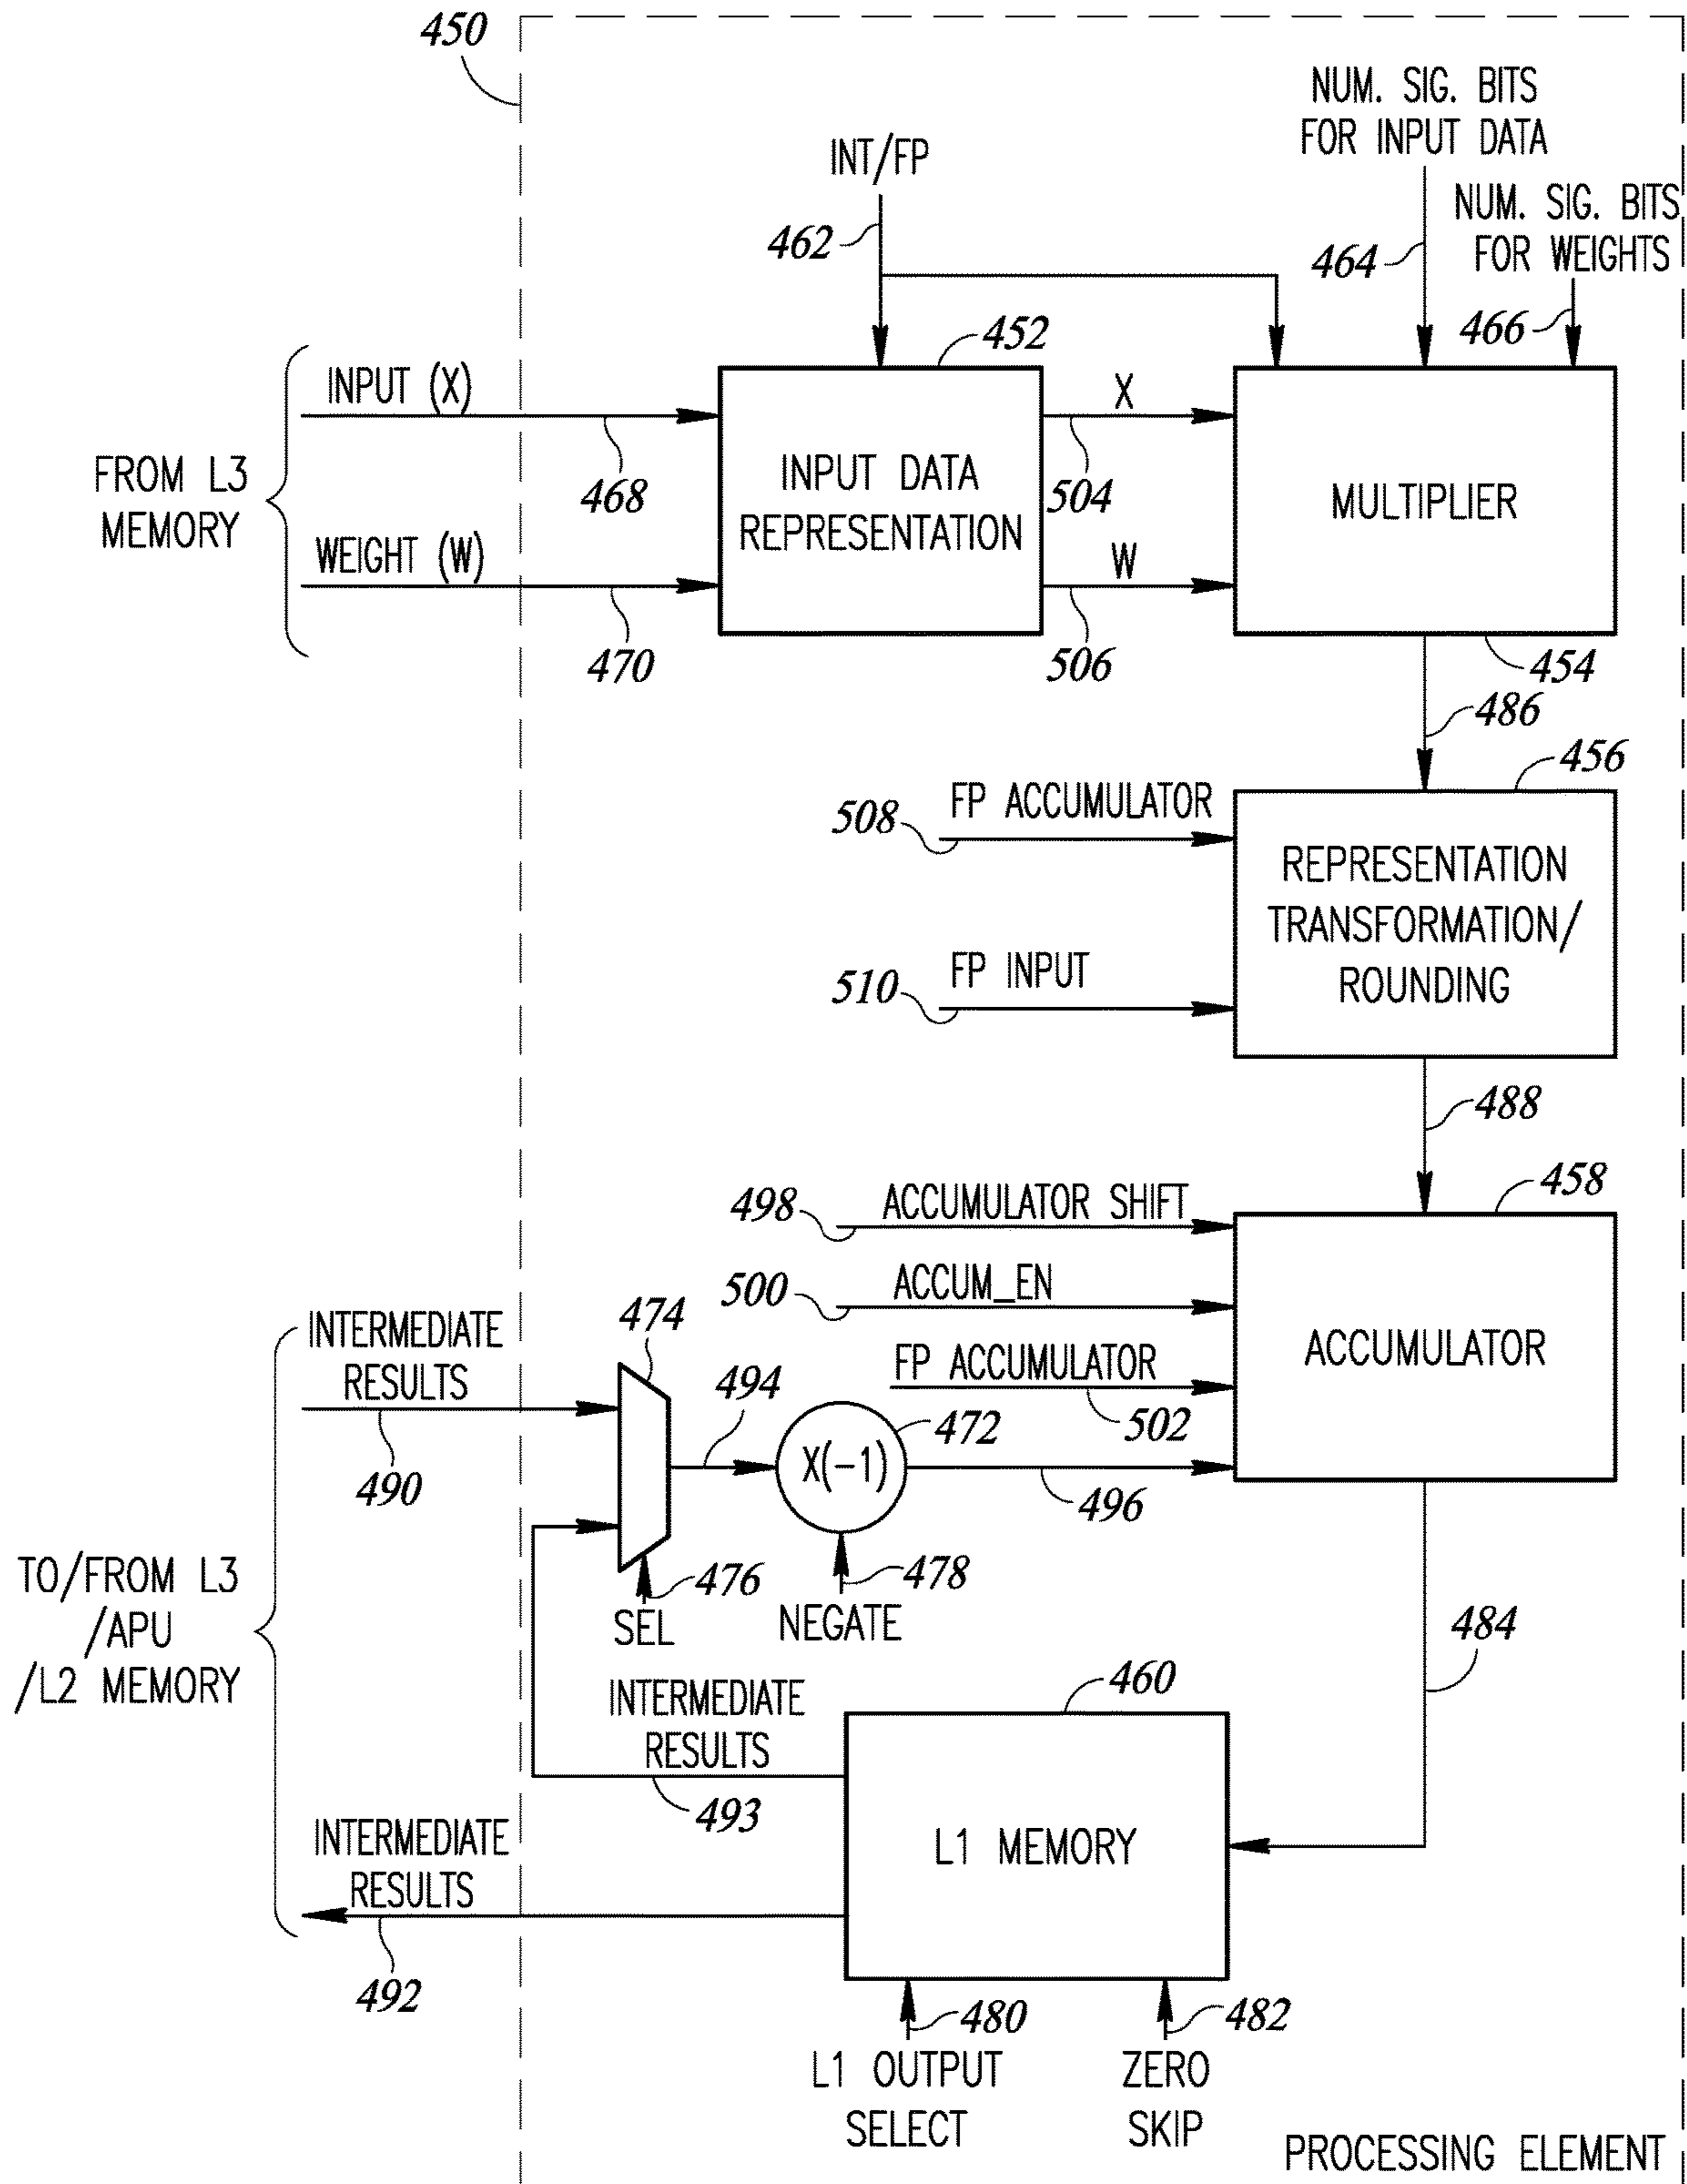 450
NUM. SIG. BITS
FOR INPUT DATA
INT/FP
NUM. SIG. BITS
FOR WEIGHTS
462
464
466
452
INPUT (X)
X
FROM L3
MEMORY
468
INPUT DATA
REPRESENTATION
504
MULTIPLIER
WEIGHT (W)
W
470
506
454
486
456
508
FP ACCUMULATOR
REPRESENTATION
TRANSFORMATION/
ROUNDING
510
FP INPUT
488
498
ACCUMULATOR SHIFT
458
500
ACCUM_EN
474
INTERMEDIATE
RESULTS
494
FP ACCUMULATOR
ACCUMULATOR
502
472
X(-1)
490
496
TO/FROM L3
/APU
/L2 MEMORY
476
478
SEL
NEGATE
484
460
INTERMEDIATE
RESULTS
493
L1 MEMORY
INTERMEDIATE
RESULTS
492
480
482
L1 OUTPUT
SELECT
ZERO
SKIP
PROCESSING ELEMENT